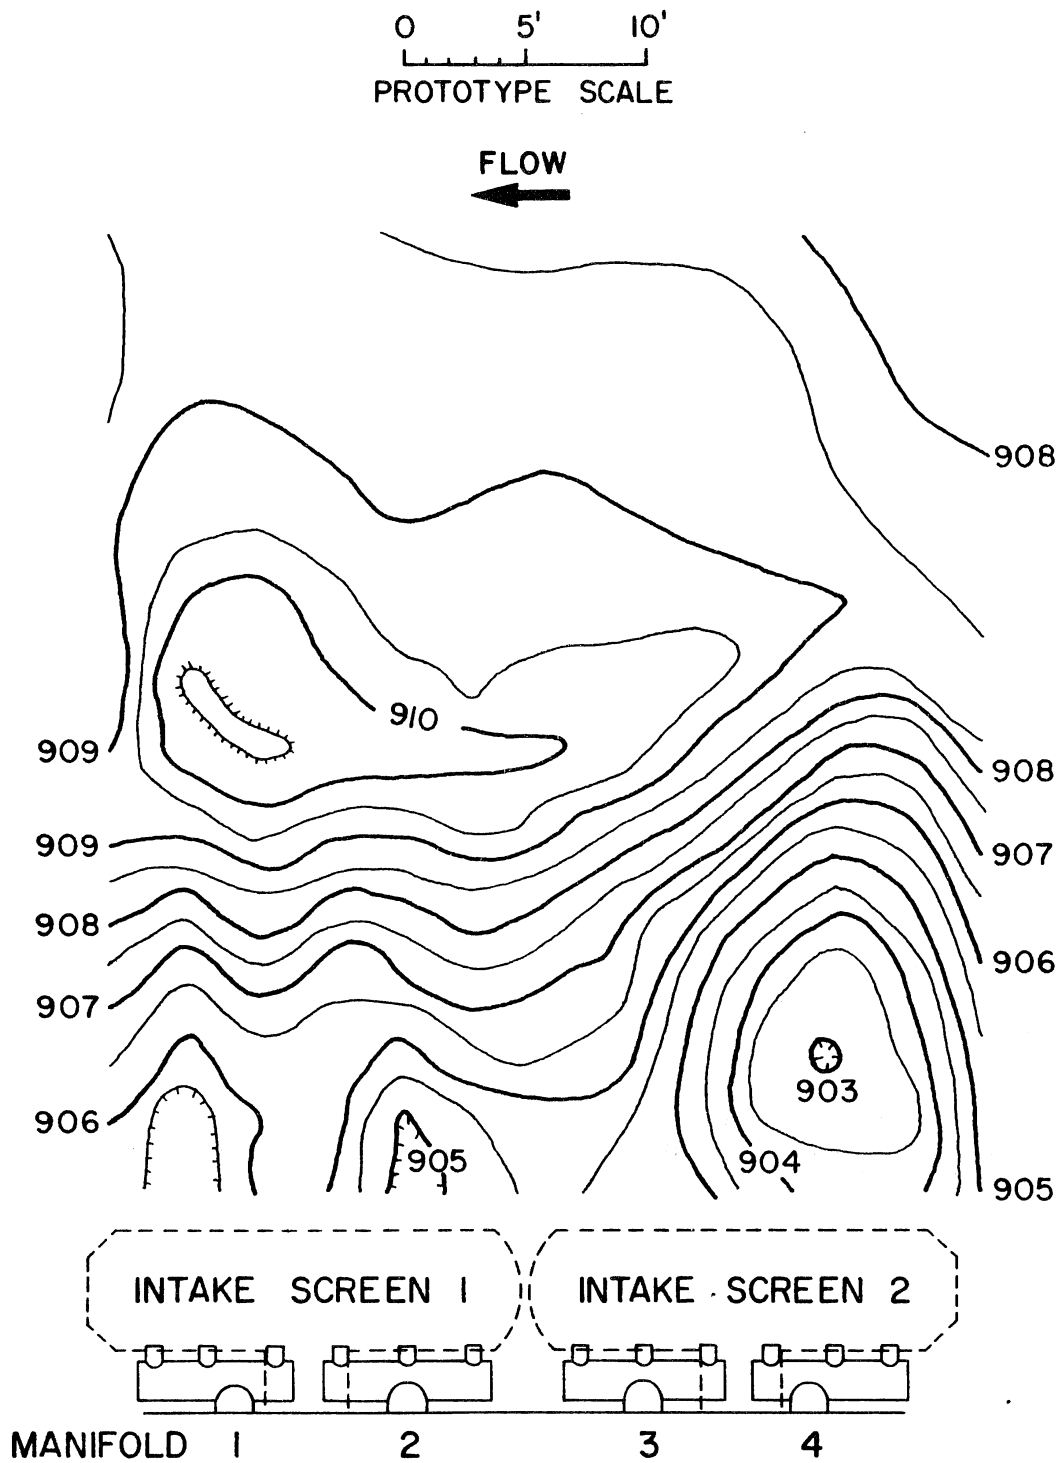 0 5' 10'
PROTOTYPE SCALE
FLOW
908
910
909
908
909
907
908
906
907
903
906
905
904
905
INTAKE SCREEN 1
INTAKE SCREEN 2
MANIFOLD 1 2 3 4